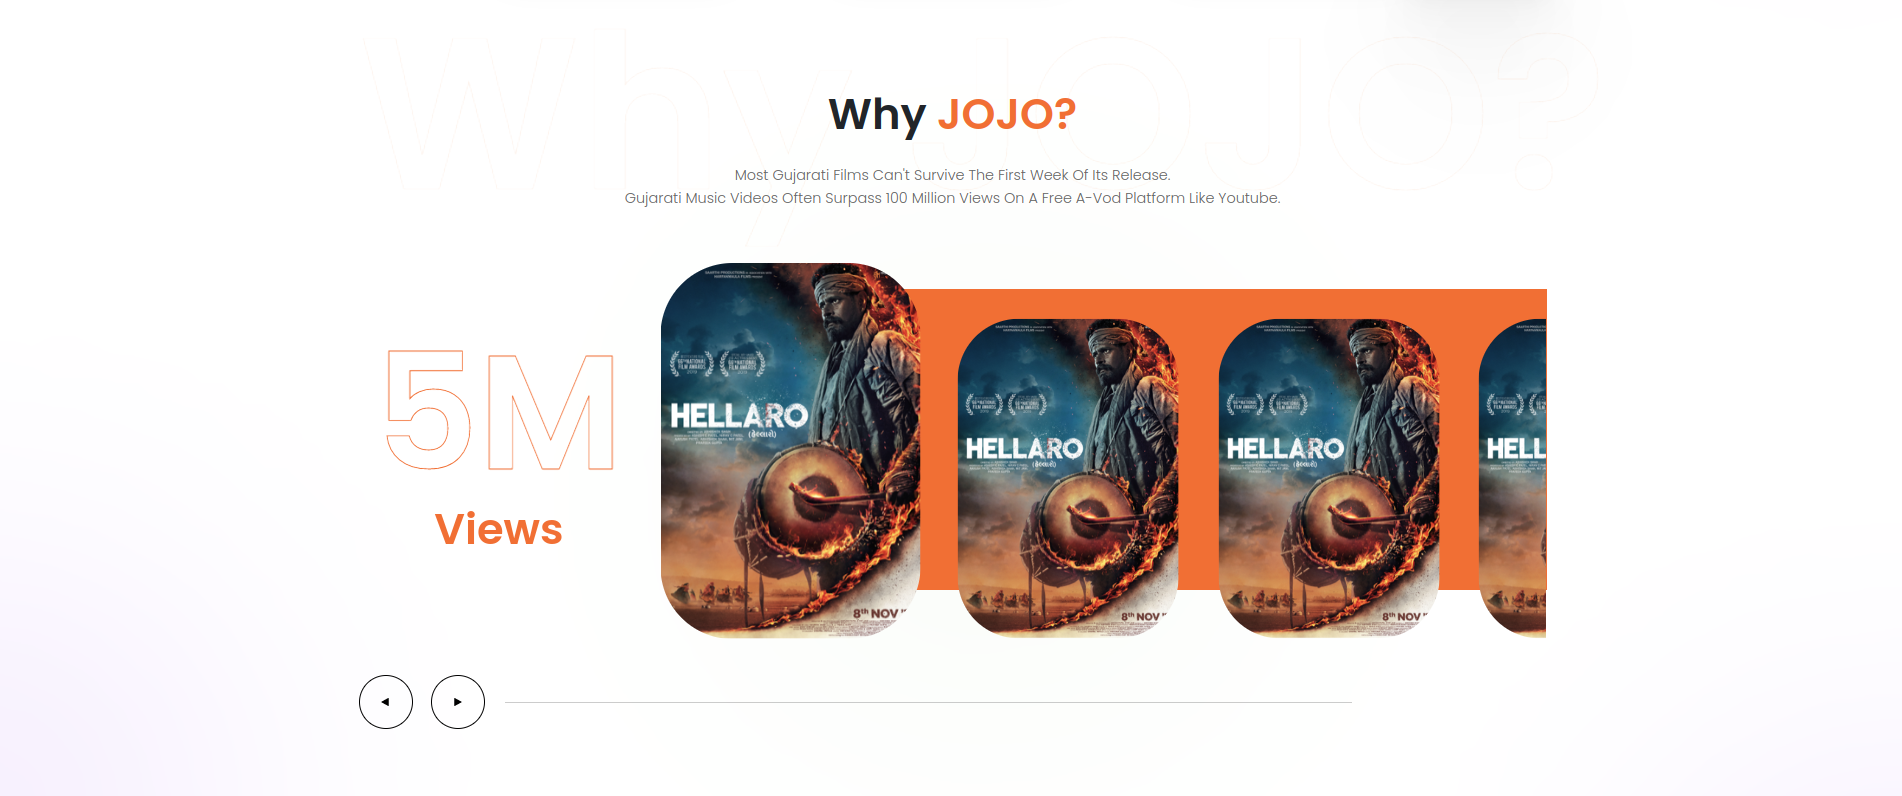 Why JOJO?
Why JOJO?
Most Gujarati Films Can't Survive The First Week Of Its Release.
Gujarati Music Videos Often Surpass 100 Million Views On A Free A-Vod Platform Like Youtube.
5M
Views
HELLARO
8th NOV
HELLARO
8th NOV
HELLARO
8th NOV
HELL